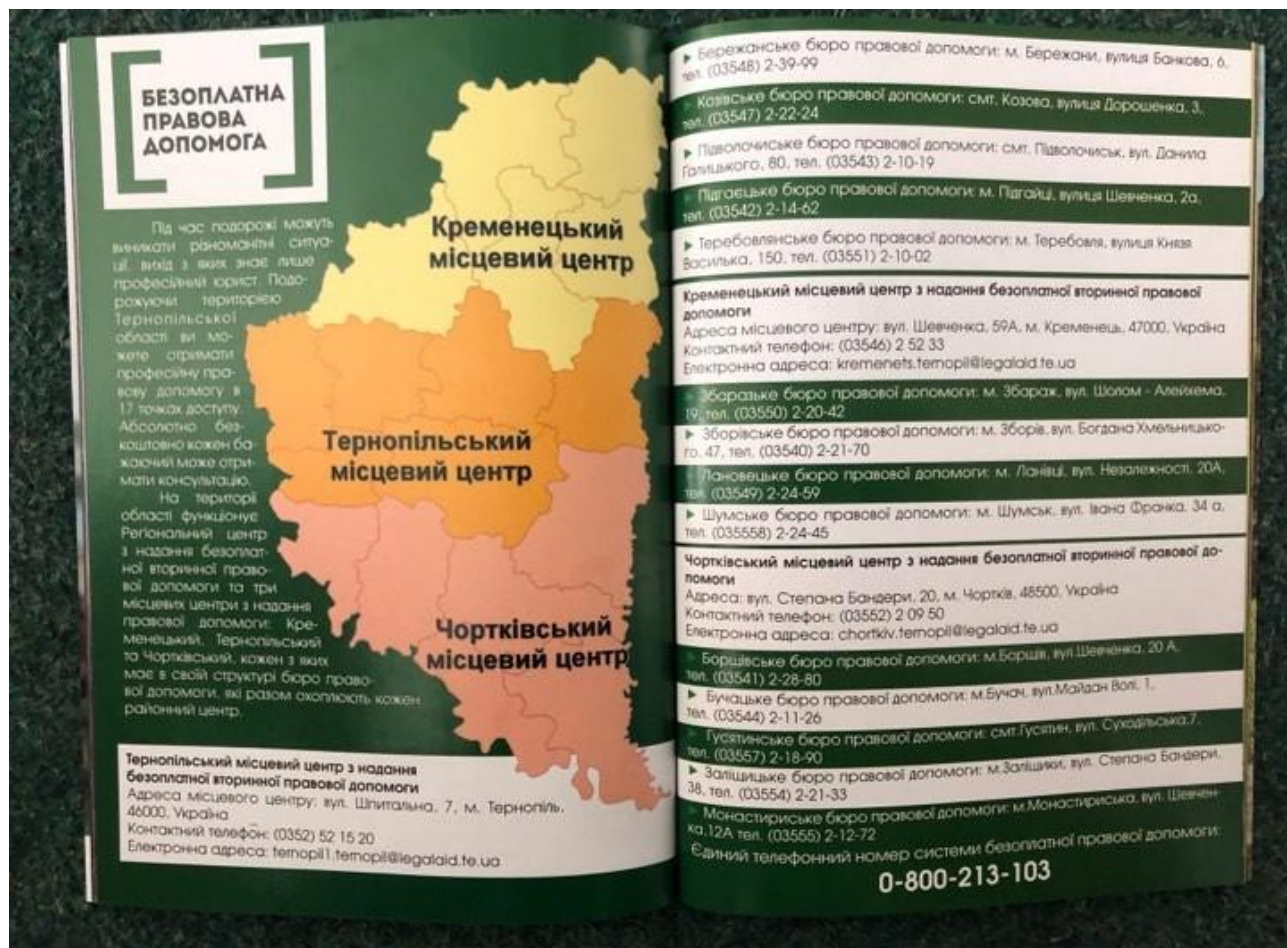 БЕЗОПЛАТНА
ПРАВОВА
ДОПОМОГА
Під час подорожі можуть
виникати різноманітні ситуа-
ції, вихід з яких знає лише
професійний юрист. Подо-
рожуючи територією
Тернопільської
області ви мо-
жете отримати
професійну пра-
вову допомогу в
17 точках доступу.
Абсолютно без-
коштовно кожен ба-
жаючий може отри-
мати консультацію.
На території
області функціонує
Регіональний центр
з надання безоплат-
ної вторинної право-
вої допомоги та три
місцевих центри з надання
правової допомоги: Кре-
менецький, Тернопільський
та Чортківський, кожен з яких
має в своїй структурі бюро право-
вої допомоги, які разом охоплюють кожен
районний центр.
Кременецький
місцевий центр
Тернопільський
місцевий центр
Чортківський
місцевий центр
Тернопільський місцевий центр з надання
безоплатної вторинної правової допомоги
Адреса місцевого центру: вул. Шпитальна, 7, м. Тернопіль,
46000, Україна
Контактний телефон: (0352) 52 15 20
Електронна адреса: ternopil1.ternopil@legalaid.te.ua
► Бережанське бюро правової допомоги: м. Бережани, вулиця Банкова, 6,
тел. (03548) 2-39-99
► Козівське бюро правової допомоги: смт. Козова, вулиця Дорошенка, 3,
тел. (03547) 2-22-24
► Підволочиське бюро правової допомоги: смт. Підволочиськ, вул. Данила
Галицького, 80, тел. (03543) 2-10-19
► Підгаєцьке бюро правової допомоги: м. Підгайці, вулиця Шевченка, 2а,
тел. (03542) 2-14-62
► Теребовлянське бюро правової допомоги: м. Теребовля, вулиця Князя
Василька, 150, тел. (03551) 2-10-02
Кременецький місцевий центр з надання безоплатної вторинної правової
допомоги
Адреса місцевого центру: вул. Шевченка, 59А, м. Кременець, 47000, Україна
Контактний телефон: (03546) 2 52 33
Електронна адреса: kremenets.ternopil@legalaid.te.ua
► Збаразьке бюро правової допомоги: м. Збараж, вул. Шолом - Алейхема,
19, тел. (03550) 2-20-42
► Зборівське бюро правової допомоги: м. Зборів, вул. Богдана Хмельницько-
го, 47, тел. (03540) 2-21-70
► Лановецьке бюро правової допомоги: м. Ланівці, вул. Незалежності, 20А,
тел. (03549) 2-24-59
► Шумське бюро правової допомоги: м. Шумськ, вул. Івана Франка, 34 а,
тел. (035558) 2-24-45
Чортківський місцевий центр з надання безоплатної вторинної правової до-
помоги
Адреса: вул. Степана Бандери, 20, м. Чортків, 48500, Україна
Контактний телефон: (03552) 2 09 50
Електронна адреса: chortkiv.ternopil@legalaid.te.ua
► Борщівське бюро правової допомоги: м.Борщів, вул.Шевченка, 20 А,
тел. (03541) 2-28-80
► Бучацьке бюро правової допомоги: м.Бучач, вул.Майдан Волі, 1,
тел. (03544) 2-11-26
► Гусятинське бюро правової допомоги: смт.Гусятин, вул. Суходільська,7,
тел. (03557) 2-18-90
► Заліщицьке бюро правової допомоги: м.Заліщики, вул. Степана Бандери,
38, тел. (03554) 2-21-33
► Монастириське бюро правової допомоги: м.Монастириська, вул. Шевчен-
ка,12А тел. (03555) 2-12-72
Єдиний телефонний номер системи безоплатної правової допомоги:
0-800-213-103